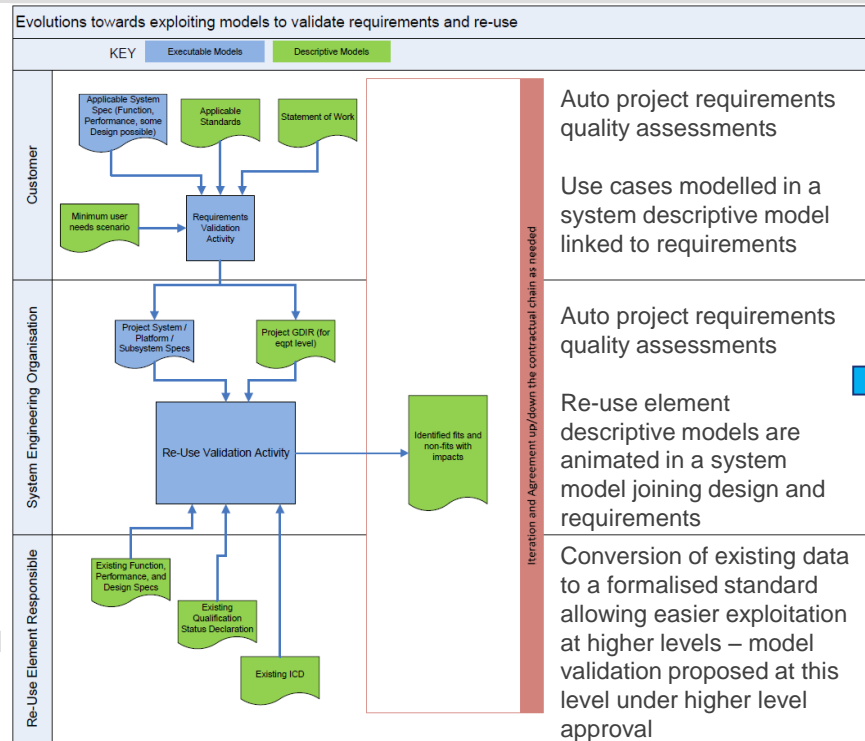 Evolutions towards exploiting models to validate requirements and re-use
KEY
Executable Models
Descriptive Models
Customer
Applicable System
Spec (Function,
Performance, some
Design possible)
Applicable
Standards
Statement of Work
Minimum user
needs scenario
Requirements
Validation
Activity
Auto project requirements
quality assessments
Use cases modelled in a
system descriptive model
linked to requirements
System Engineering Organisation
Project System /
Platform /
Subsystem Specs
Project GDIR (for
eqpt level)
Re-Use Validation Activity
Identified fits and
non-fits with
impacts
Iteration and Agreement up/down the contractual chain as needed
Auto project requirements
quality assessments
Re-use element
descriptive models are
animated in a system
model joining design and
requirements
Re-Use Element Responsible
Existing Function,
Performance, and
Design Specs
Existing
Qualification
Status Declaration
Existing ICD
Conversion of existing data
to a formalised standard
allowing easier exploitation
at higher levels – model
validation proposed at this
level under higher level
approval